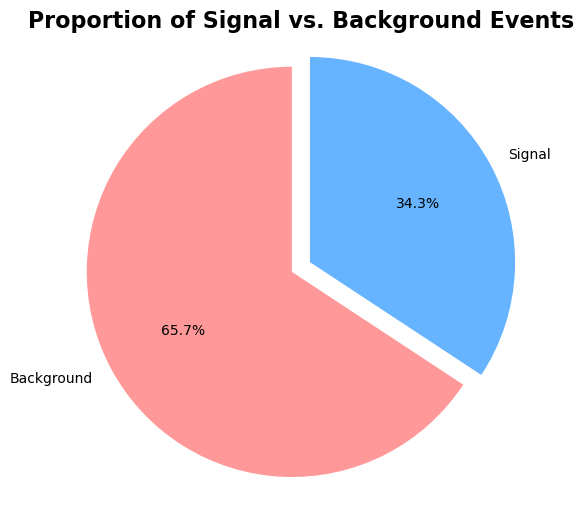 Proportion of Signal vs. Background Events
Signal
34.3%
65.7%
Background